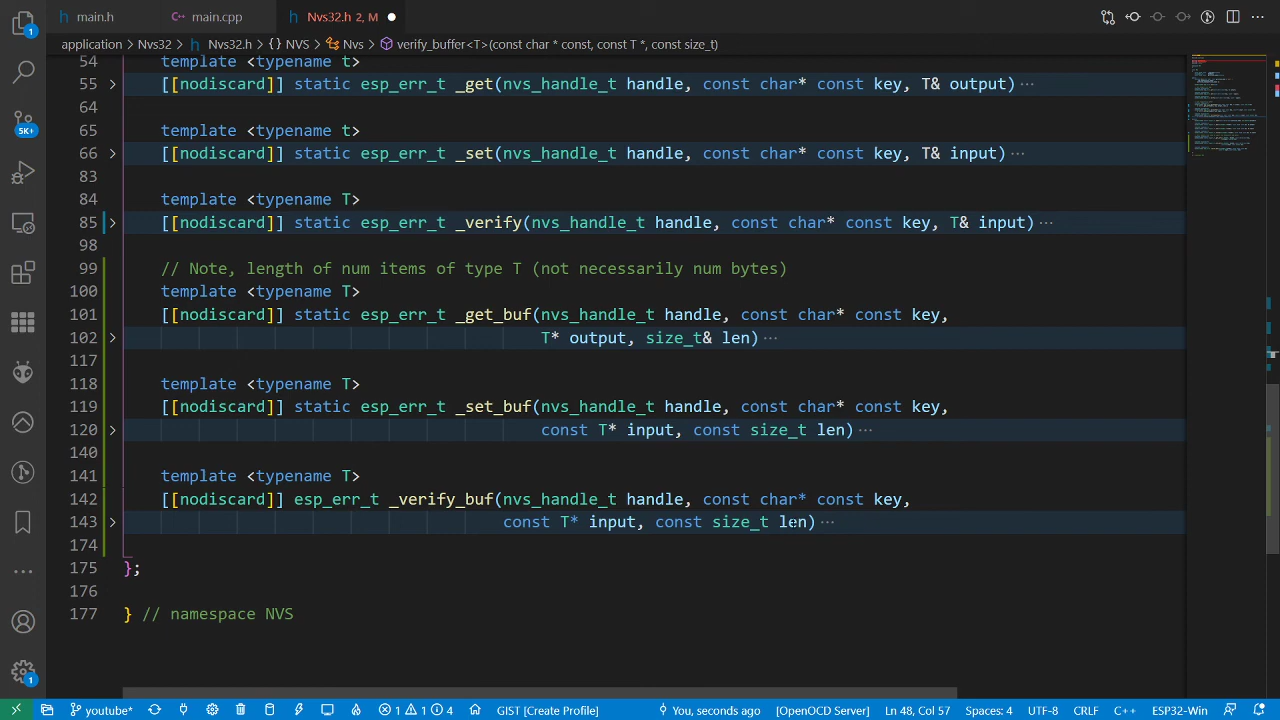 main.h main.cpp Nvs32.h 2, M
application Nvs32 Nvs32.h {} NVS Nvs verify_buffer<T>(const char * const, const T *, const size_t)
54 template <typename t>
55 [[nodiscard]] static esp_err_t _get(nvs_handle_t handle, const char* const key, T& output) ···
64
65 template <typename t>
66 [[nodiscard]] static esp_err_t _set(nvs_handle_t handle, const char* const key, T& input) ···
83
84 template <typename T>
85 [[nodiscard]] static esp_err_t _verify(nvs_handle_t handle, const char* const key, T& input) ···
98
99 // Note, length of num items of type T (not necessarily num bytes)
100 template <typename T>
101 [[nodiscard]] static esp_err_t _get_buf(nvs_handle_t handle, const char* const key,
102 T* output, size_t& len) ···
117
118 template <typename T>
119 [[nodiscard]] static esp_err_t _set_buf(nvs_handle_t handle, const char* const key,
120 const T* input, const size_t len) ···
140
141 template <typename T>
142 [[nodiscard]] esp_err_t _verify_buf(nvs_handle_t handle, const char* const key,
143 const T* input, const size_t len) ···
174
175 };
176
177 } // namespace NVS
1
5K+
1
youtube* 1 1 4 GIST [Create Profile] You, seconds ago [OpenOCD Server] Ln 48, Col 57 Spaces: 4 UTF-8 CRLF C++ ESP32-Win